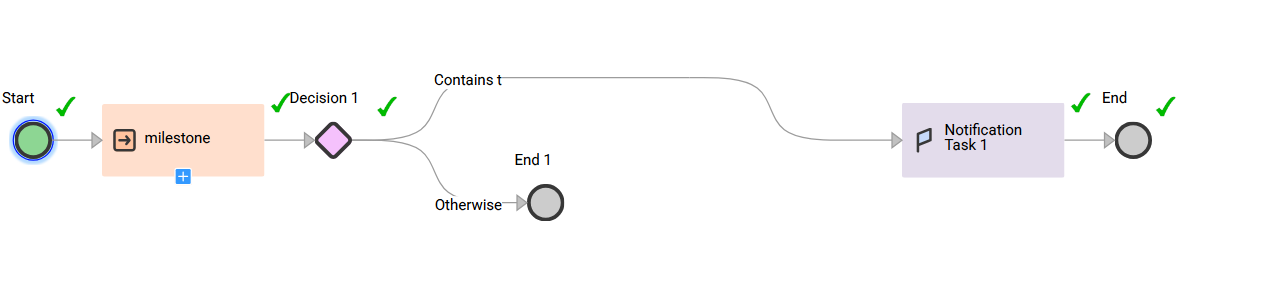 Start
milestone
Decision 1
Contains t
Otherwise
End 1
Notification
Task 1
End